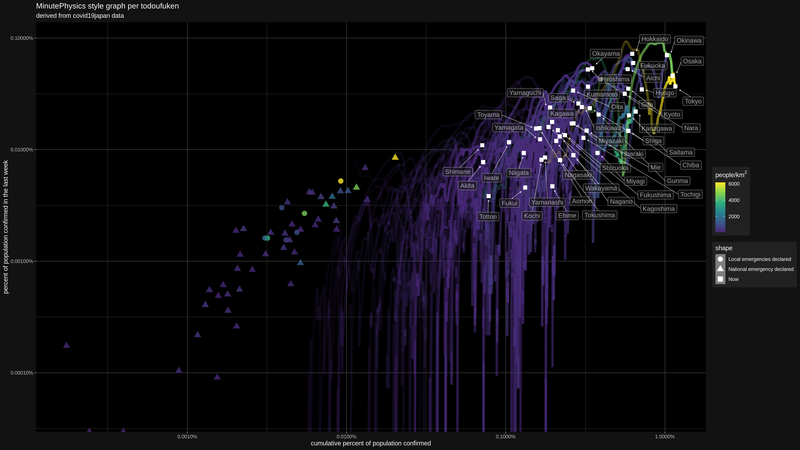 MinutePhysics style graph per todoufuken
derived from covid19japan data
0.10000%
0.01000%
0.00100%
0.00010%
percent of population confirmed in the last week
Hokkaido
Okinawa
Okayama
Osaka
Fukuoka
Hiroshima
Aichi
Yamaguchi
Saga
Kumamoto
Hyogo
Tokyo
Oita
Toyama
Kagawa
Kyoto
Yamagata
Ishikawa
Kanagawa
Nara
Miyazaki
Shiga
Ibaraki
Saitama
Shimane
Shizuoka
Mie
Chiba
Iwate
Niigata
Nagasaki
Akita
Miyagi
Gunma
Wakayama
Fukushima
Tochigi
Fukui
Yamanashi
Aomori
Nagano
Kagoshima
Tottori
Kochi
Ehime
Tokushima
0.0010%
0.0100%
0.1000%
1.0000%
cumulative percent of population confirmed
people/km²
6000
4000
2000
shape
Local emergencies declared
National emergency declared
Now